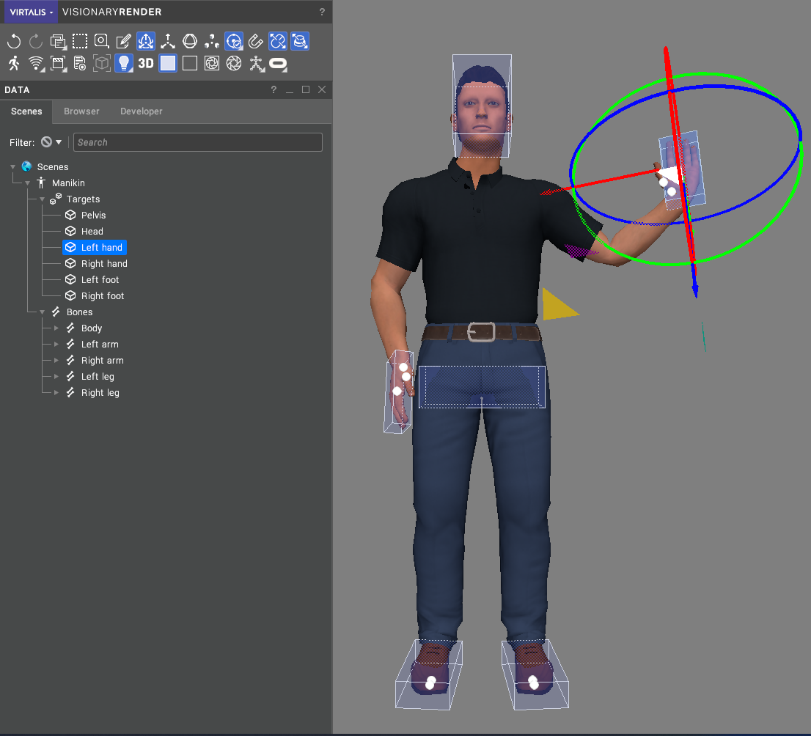 VIRTALIS VISIONARYRENDER ?
3D
DATA ?
Scenes Browser Developer
Filter: Search
Scenes
Manikin
Targets
Pelvis
Head
Left hand
Right hand
Left foot
Right foot
Bones
Body
Left arm
Right arm
Left leg
Right leg